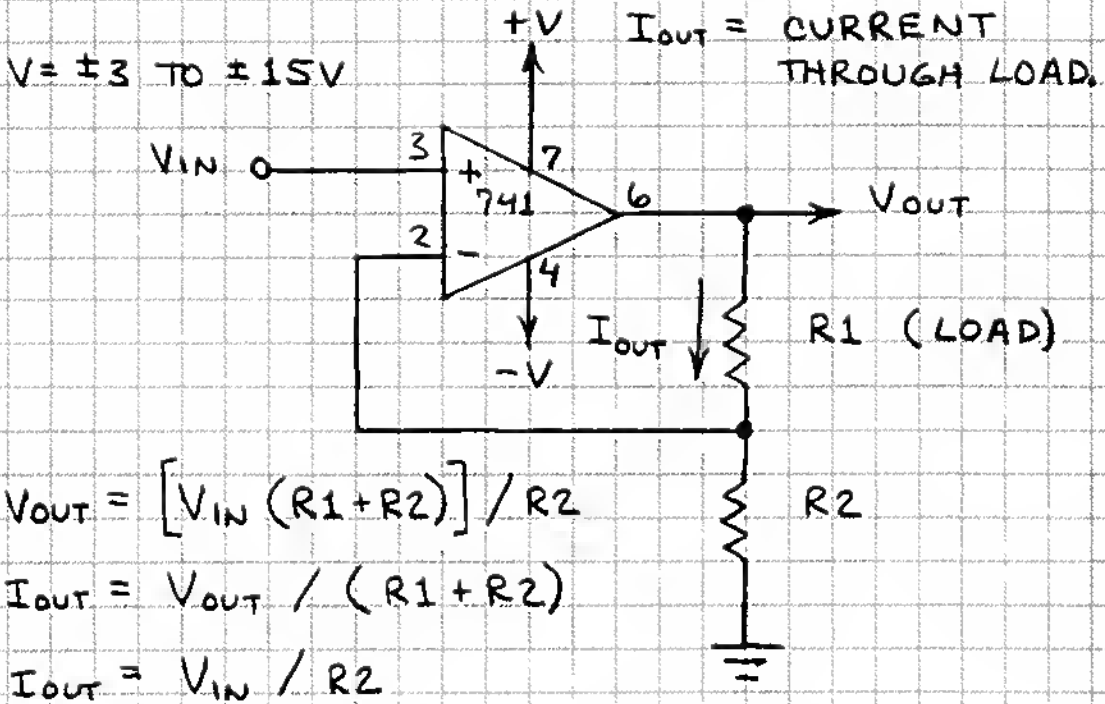 +V
IOUT = CURRENT
THROUGH LOAD.
V= ±3 TO ±15V
VIN
3
+
7
741
6
VOUT
2
-
4
IOUT
R1 (LOAD)
-V
VOUT = [VIN (R1+R2)] / R2
R2
IOUT = VOUT / (R1+R2)
IOUT = VIN / R2